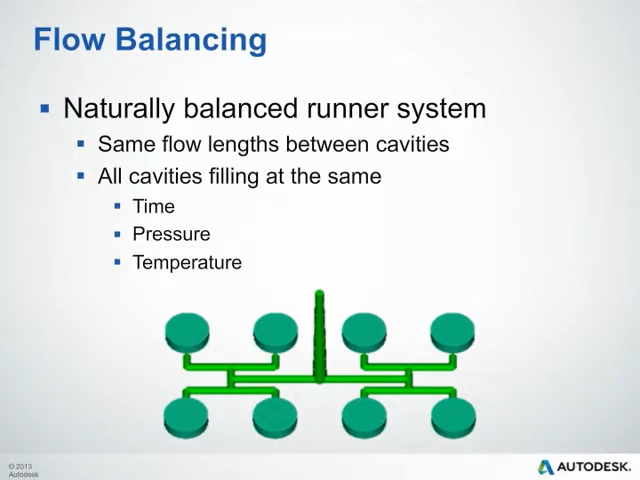 Flow Balancing
Naturally balanced runner system
Same flow lengths between cavities
All cavities filling at the same
Time
Pressure
Temperature
© 2013
Autodesk
AUTODESK.